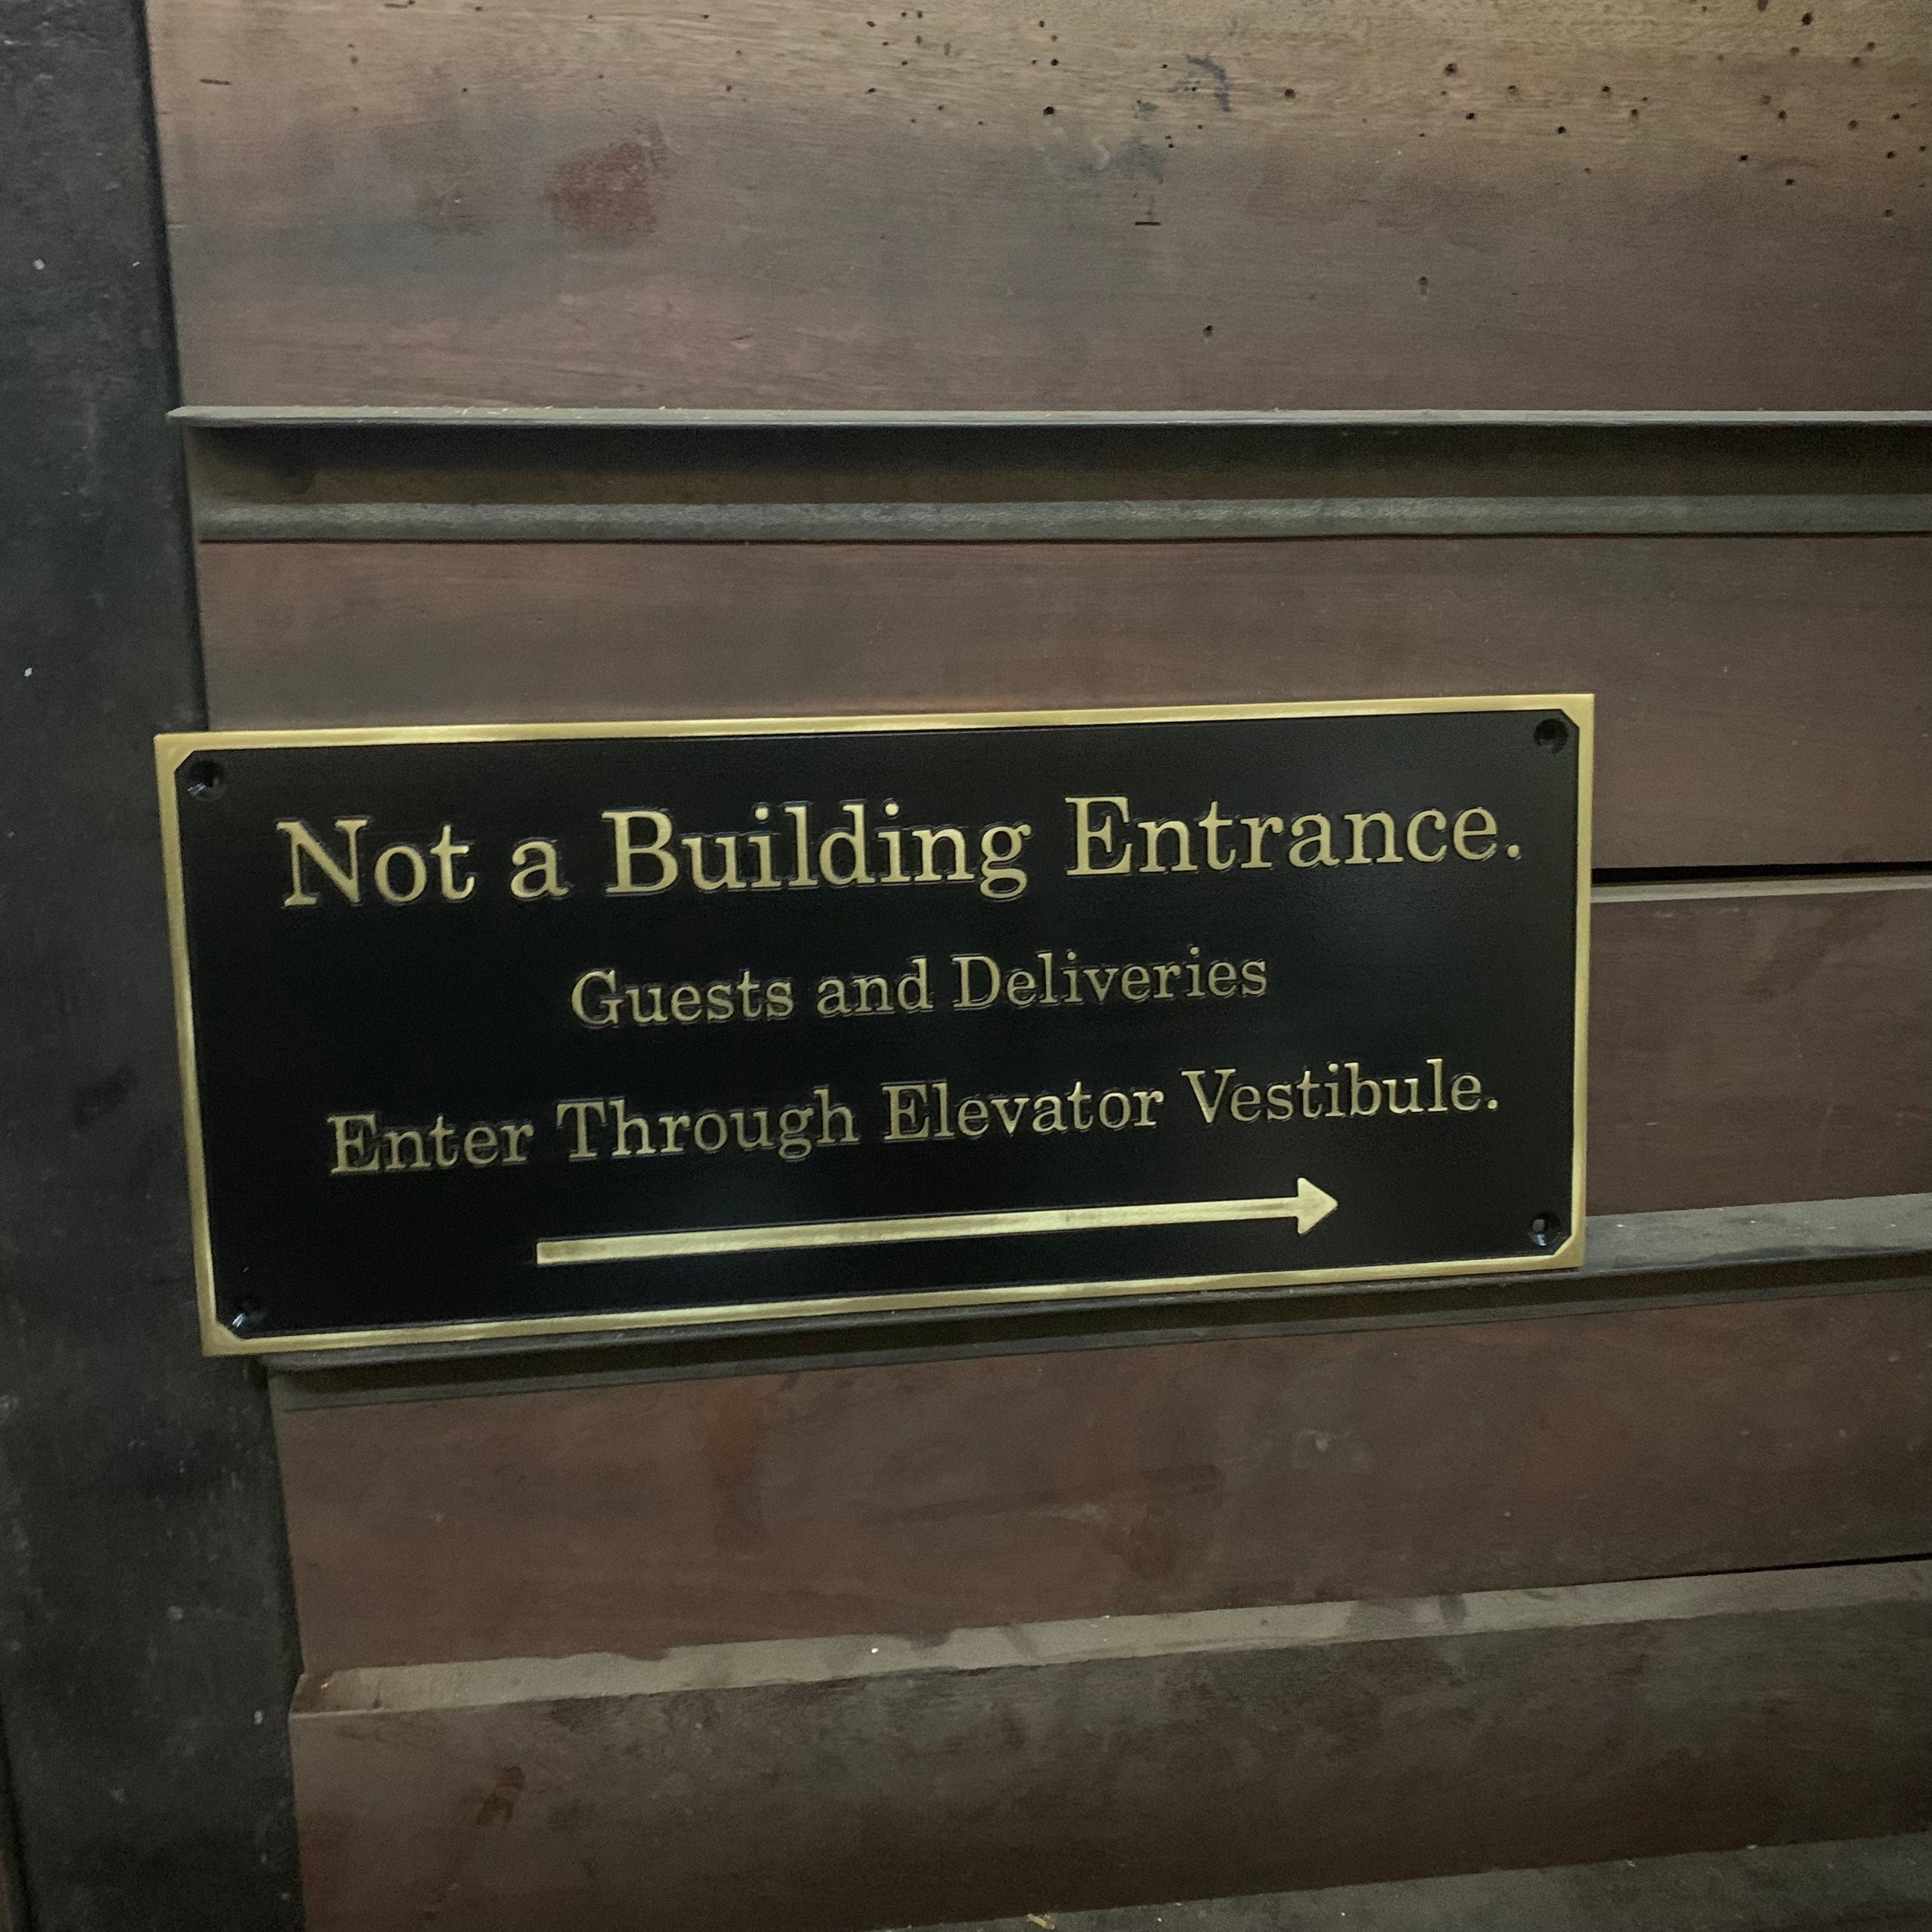 Not a Building Entrance.
Guests and Deliveries
Enter Through Elevator Vestibule.